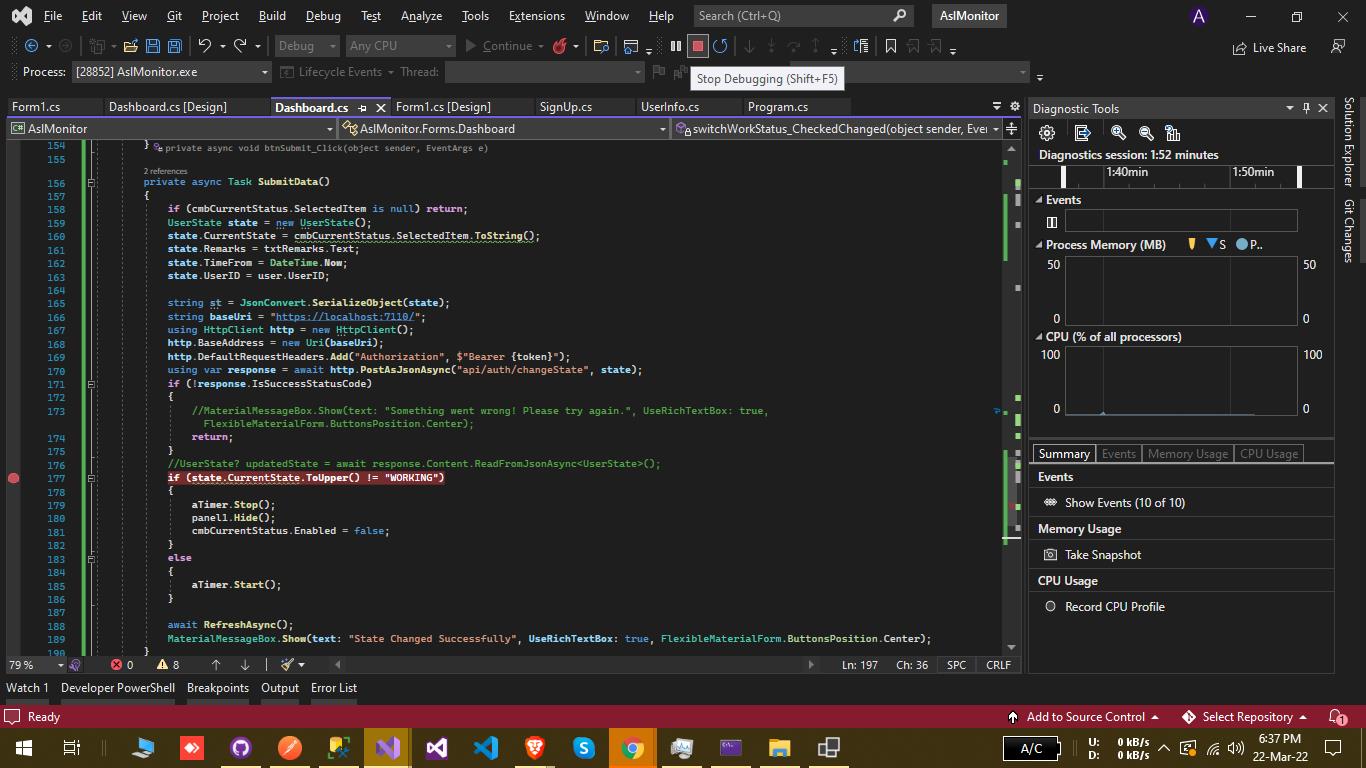 File Edit View Git Project Build Debug Test Analyze Tools Extensions Window Help Search (Ctrl+Q) AslMonitor A
Debug Any CPU Continue Live Share
Process: [28852] AslMonitor.exe Lifecycle Events Thread:
Stop Debugging (Shift+F5)
Form1.cs Dashboard.cs [Design] Dashboard.cs Form1.cs [Design] SignUp.cs UserInfo.cs Program.cs
C# AslMonitor AslMonitor.Forms.Dashboard switchWorkStatus_CheckedChanged(object sender, Ever
154 } private async void btnSubmit_Click(object sender, EventArgs e)
155
2 references
156 private async Task SubmitData()
157 {
158 if (cmbCurrentStatus.SelectedItem is null) return;
159 UserState state = new UserState();
160 state.CurrentState = cmbCurrentStatus.SelectedItem.ToString();
161 state.Remarks = txtRemarks.Text;
162 state.TimeFrom = DateTime.Now;
163 state.UserID = user.UserID;
164
165 string st = JsonConvert.SerializeObject(state);
166 string baseUri = "https://localhost:7110/";
167 using HttpClient http = new HttpClient();
168 http.BaseAddress = new Uri(baseUri);
169 http.DefaultRequestHeaders.Add("Authorization", $"Bearer {token}");
170 using var response = await http.PostAsJsonAsync("api/auth/changeState", state);
171 if (!response.IsSuccessStatusCode)
172 {
173 //MaterialMessageBox.Show(text: "Something went wrong! Please try again.", UseRichTextBox: true,
FlexibleMaterialForm.ButtonsPosition.Center);
174 return;
175 }
176 //UserState? updatedState = await response.Content.ReadFromJsonAsync<UserState>();
177 if (state.CurrentState.ToUpper() != "WORKING")
178 {
179 aTimer.Stop();
180 panel1.Hide();
181 cmbCurrentStatus.Enabled = false;
182 }
183 else
184 {
185 aTimer.Start();
186 }
187
188 await RefreshAsync();
189 MaterialMessageBox.Show(text: "State Changed Successfully", UseRichTextBox: true, FlexibleMaterialForm.ButtonsPosition.Center);
190 }
79 % 0 8 Ln: 197 Ch: 36 SPC CRLF
Diagnostic Tools
Diagnostics session: 1:52 minutes
1:40min 1:50min
Events
Process Memory (MB) S P..
50 50
0 0
CPU (% of all processors)
100 100
0 0
Summary Events Memory Usage CPU Usage
Events
Show Events (10 of 10)
Memory Usage
Take Snapshot
CPU Usage
Record CPU Profile
Solution Explorer
Git Changes
Watch 1 Developer PowerShell Breakpoints Output Error List
Ready Add to Source Control Select Repository 1
A/C U: 0 kB/s D: 0 kB/s 6:37 PM
22-Mar-22